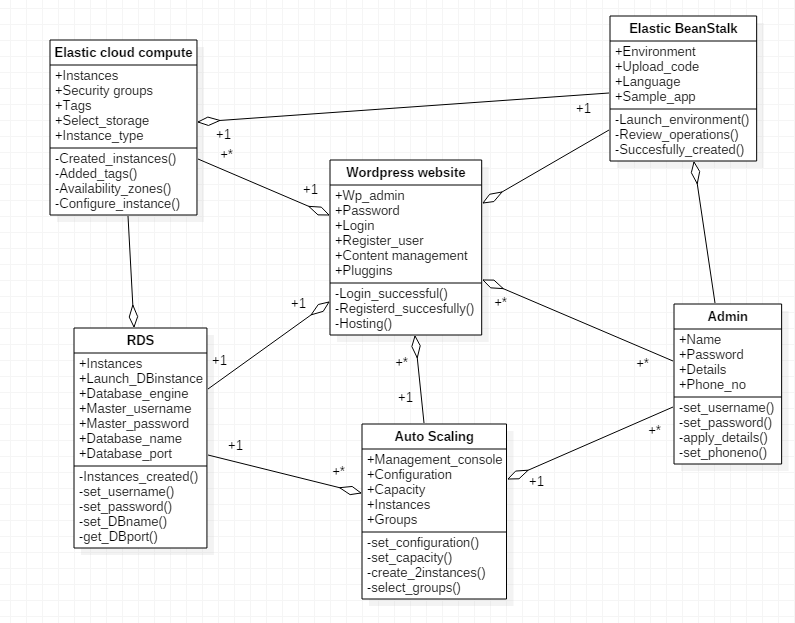 Elastic cloud compute
+Instances
+Security groups
+Tags
+Select_storage
+Instance_type
-Created_instances()
-Added_tags()
-Availability_zones()
-Configure_instance()
Elastic BeanStalk
+Environment
+Upload_code
+Language
+Sample_app
-Launch_environment()
-Review_operations()
-Succesfully_created()
+1
+1
+*
+1
Wordpress website
+Wp_admin
+Password
+Login
+Register_user
+Content management
+Pluggins
-Login_successful()
-Registerd_succesfully()
-Hosting()
+1
+1
+*
+*
+*
+1
RDS
+Instances
+Launch_DBinstance
+Database_engine
+Master_username
+Master_password
+Database_name
+Database_port
-Instances_created()
-set_username()
-set_password()
-set_DBname()
-get_DBport()
Admin
+Name
+Password
+Details
+Phone_no
-set_username()
-set_password()
-apply_details()
-set_phoneno()
+1
+*
+*
+1
Auto Scaling
+Management_console
+Configuration
+Capacity
+Instances
+Groups
-set_configuration()
-set_capacity()
-create_2instances()
-select_groups()